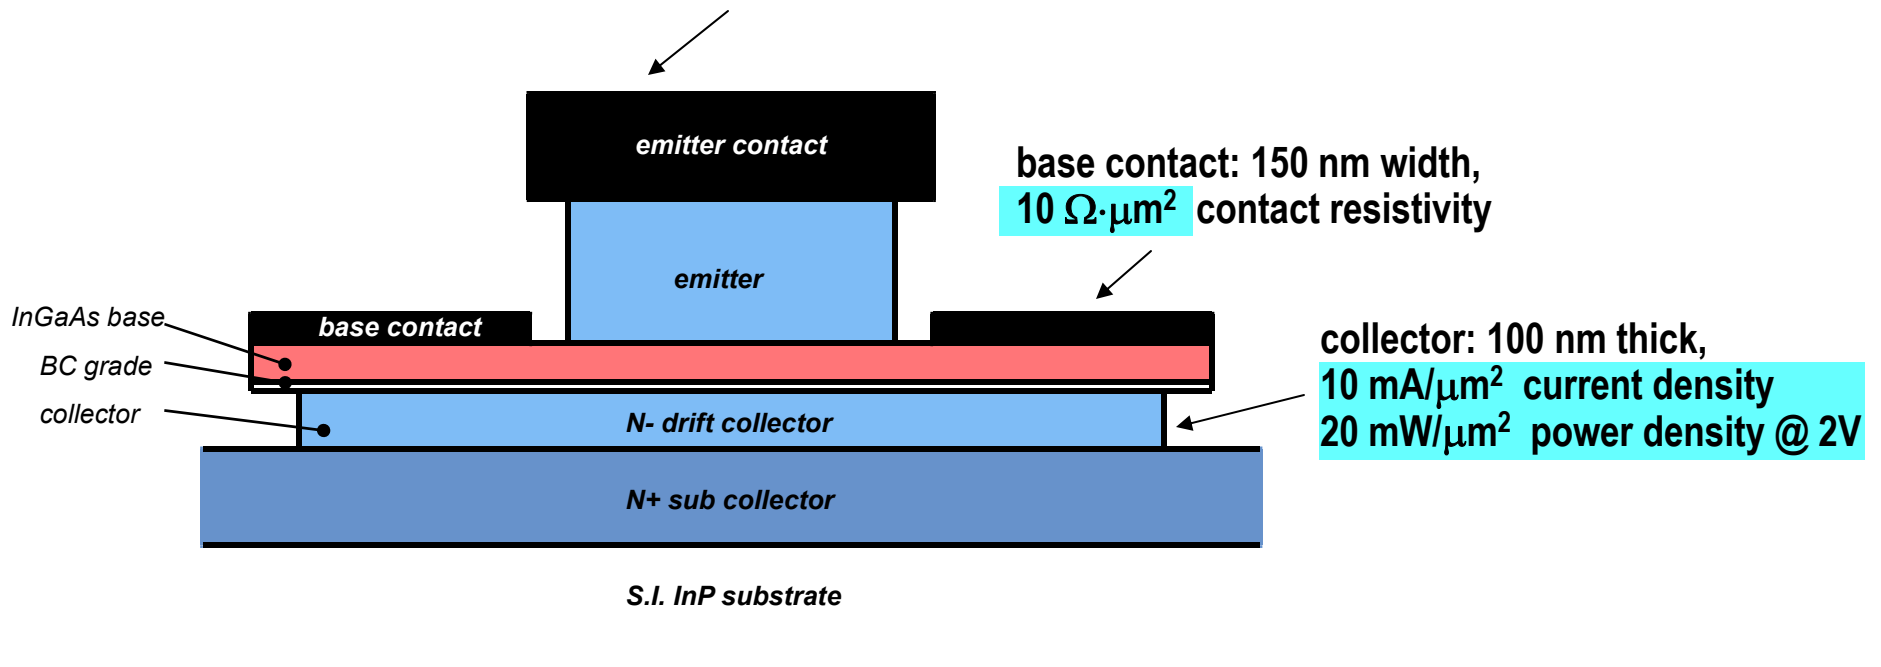 emitter contact
base contact: 150 nm width,
10 Ω·μm² contact resistivity
emitter
InGaAs base
base contact
BC grade
collector
collector: 100 nm thick,
10 mA/μm² current density
20 mW/μm² power density @ 2V
N- drift collector
N+ sub collector
S.I. InP substrate